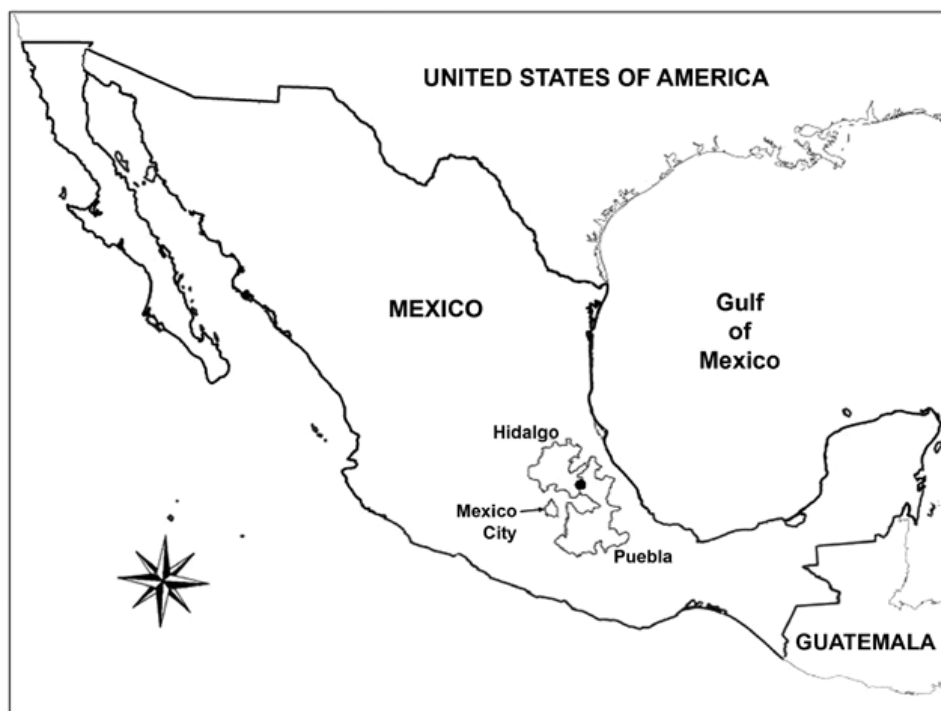 UNITED STATES OF AMERICA
MEXICO
Gulf
of
Mexico
Hidalgo
Mexico
City
Puebla
GUATEMALA